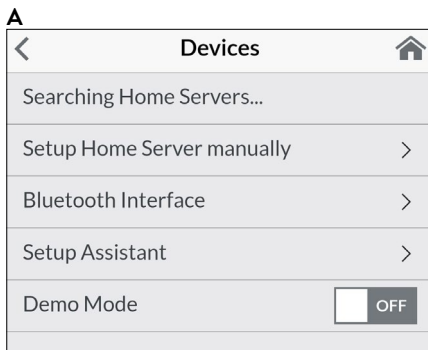 A
Devices
Searching Home Servers...
Setup Home Server manually
Bluetooth Interface
Setup Assistant
Demo Mode OFF